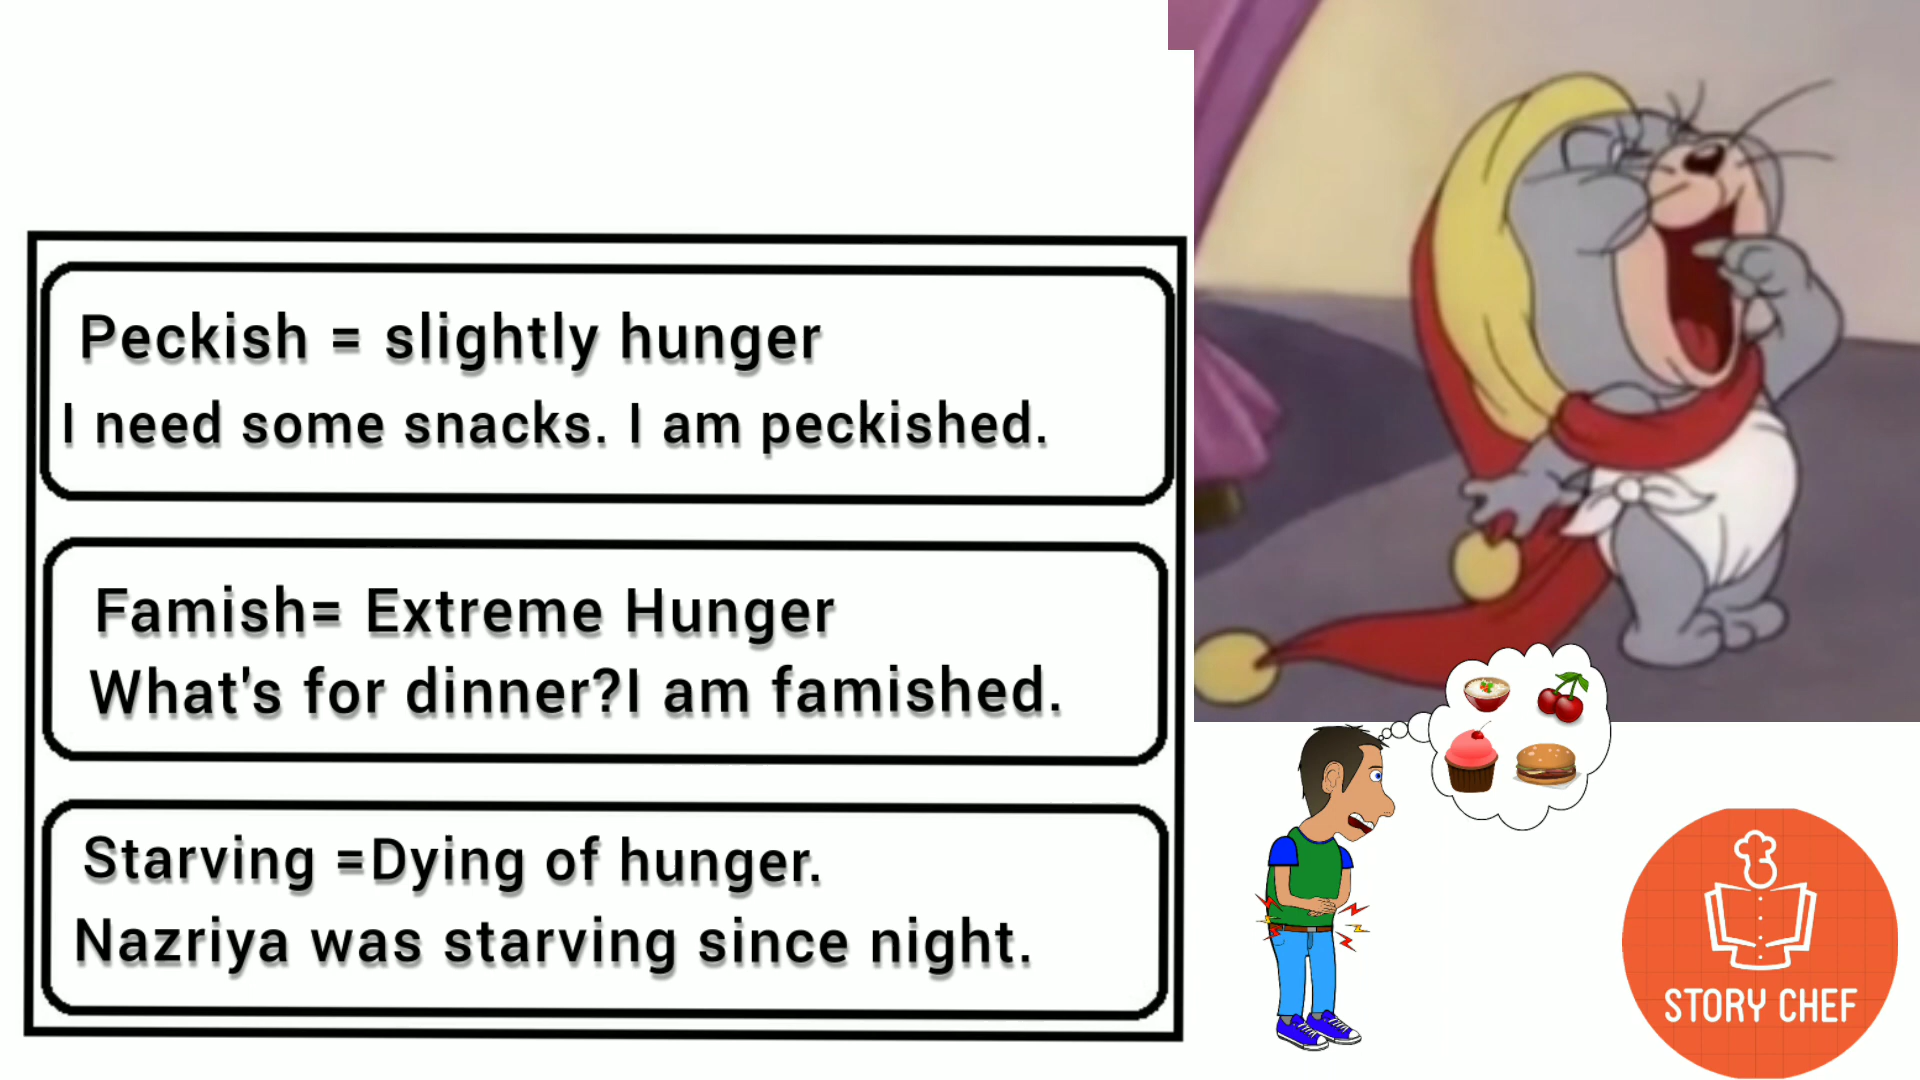 Peckish = slightly hunger
I need some snacks. I am peckished.
Famish= Extreme Hunger
What's for dinner?I am famished.
Starving =Dying of hunger.
Nazriya was starving since night.
STORY CHEF